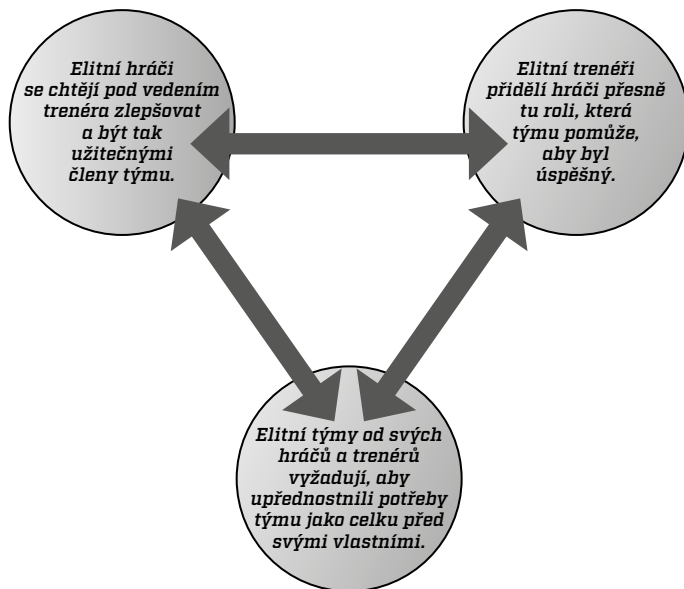 Elitní hráči
se chtějí pod vedením
trenéra zlepšovat
a být tak
užitečnými
členy týmu.
Elitní trenéři
přidělí hráči přesně
tu roli, která
týmu pomůže,
aby byl
úspěšný.
Elitní týmy od svých
hráčů a trenérů
vyžadují, aby
upřednostnili potřeby
týmu jako celku před
svými vlastními.